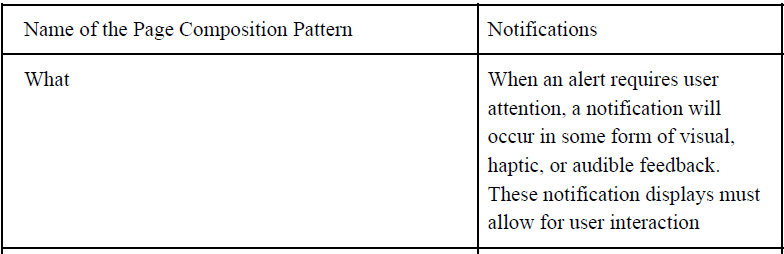 Name of the Page Composition Pattern
Notifications
What
When an alert requires user
attention, a notification will
occur in some form of visual,
haptic, or audible feedback.
These notification displays must
allow for user interaction